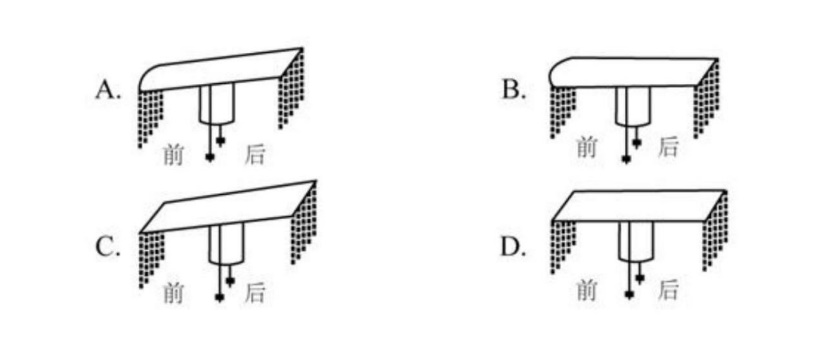 A. 前 后
B. 前 后
C. 前 后
D. 前 后